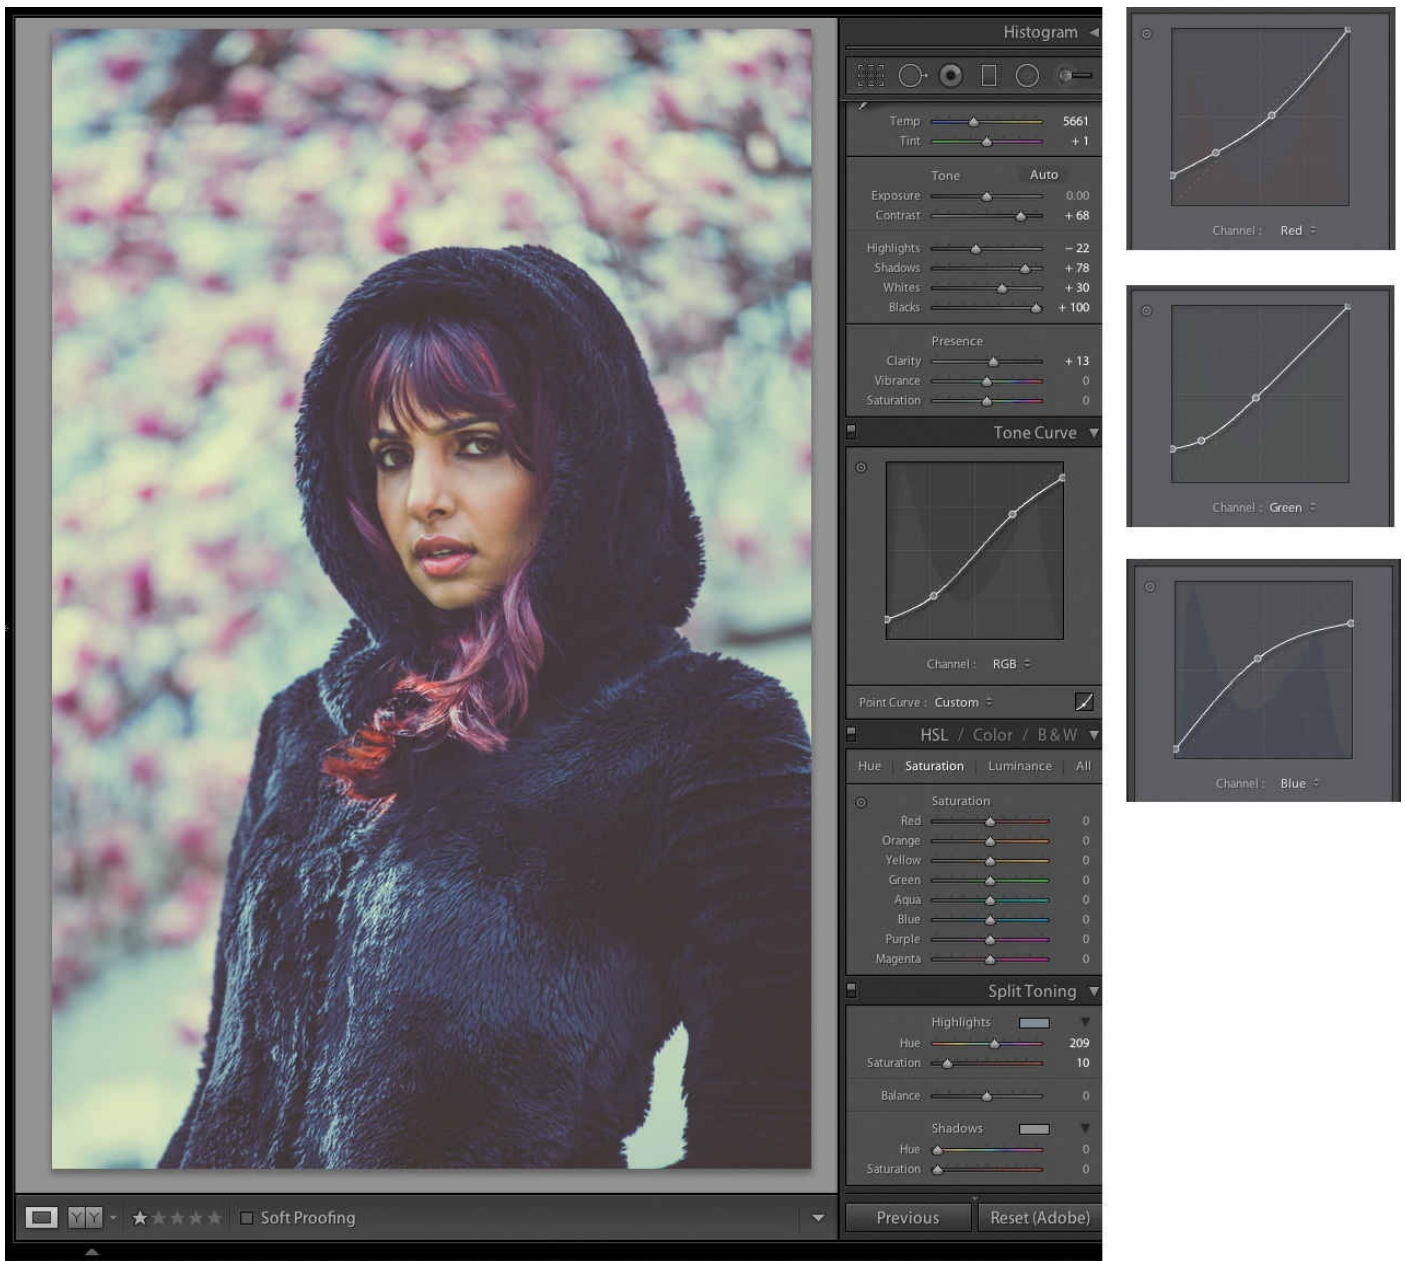 Histogram
Temp 5661
Tint + 1
Tone Auto
Exposure 0.00
Contrast + 68
Highlights − 22
Shadows + 78
Whites + 30
Blacks + 100
Presence
Clarity + 13
Vibrance 0
Saturation 0
Tone Curve
Channel : RGB
Point Curve : Custom
HSL / Color / B & W
Hue Saturation Luminance All
Saturation
Red 0
Orange 0
Yellow 0
Green 0
Aqua 0
Blue 0
Purple 0
Magenta 0
Split Toning
Highlights
Hue 209
Saturation 10
Balance 0
Shadows
Hue 0
Saturation 0
Y Y Soft Proofing
Previous Reset (Adobe)
Channel : Red
Channel : Green
Channel : Blue